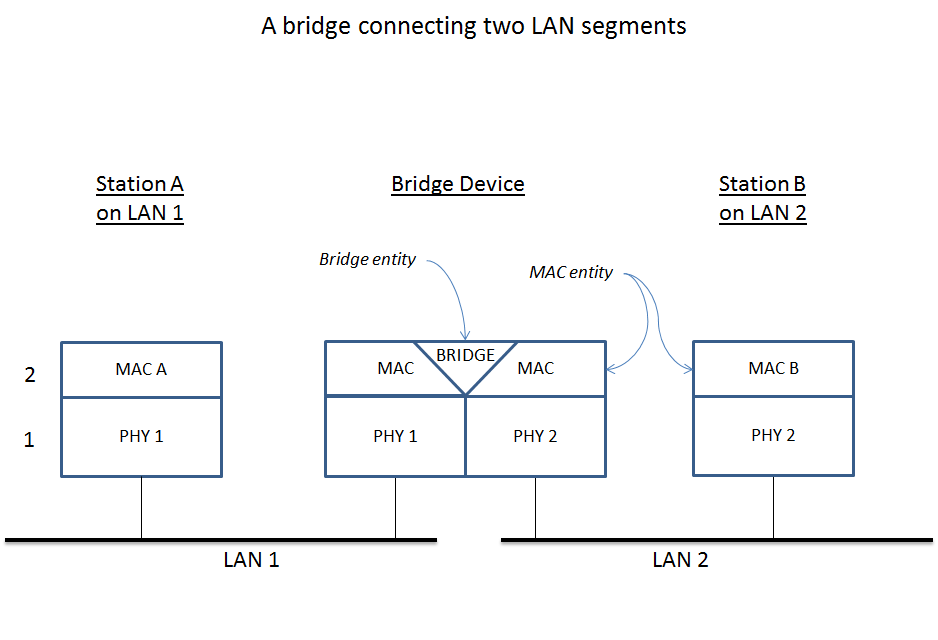 A bridge connecting two LAN segments
Station A
on LAN 1
Bridge Device
Station B
on LAN 2
Bridge entity
MAC entity
2
MAC A
MAC
BRIDGE
MAC
MAC B
1
PHY 1
PHY 1
PHY 2
PHY 2
LAN 1
LAN 2